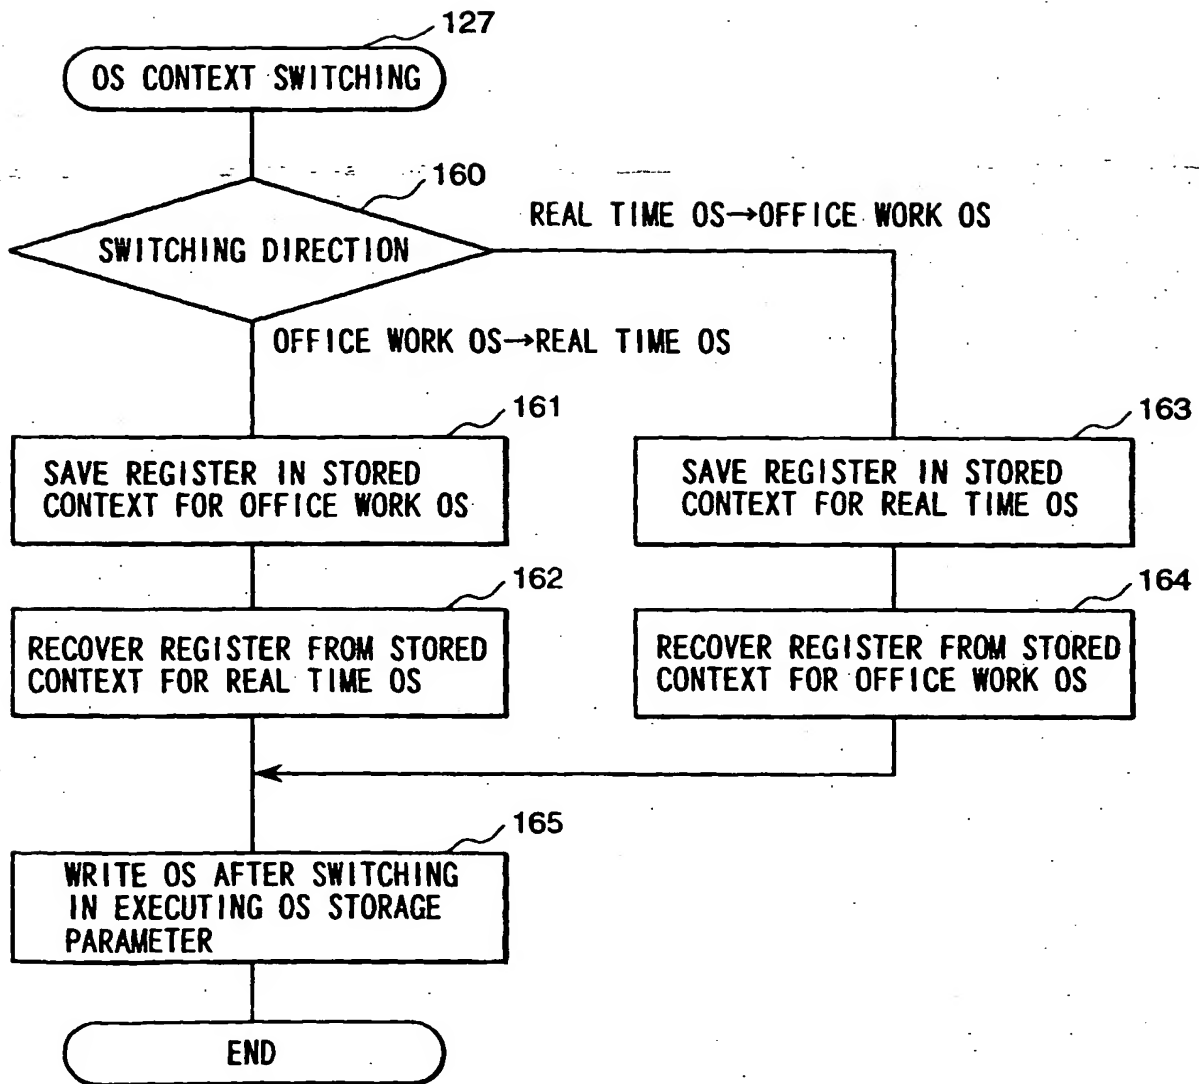 127
OS CONTEXT SWITCHING
160
SWITCHING DIRECTION
REAL TIME OS→OFFICE WORK OS
OFFICE WORK OS→REAL TIME OS
161
SAVE REGISTER IN STORED
CONTEXT FOR OFFICE WORK OS
163
SAVE REGISTER IN STORED
CONTEXT FOR REAL TIME OS
162
RECOVER REGISTER FROM STORED
CONTEXT FOR REAL TIME OS
164
RECOVER REGISTER FROM STORED
CONTEXT FOR OFFICE WORK OS
165
WRITE OS AFTER SWITCHING
IN EXECUTING OS STORAGE
PARAMETER
END